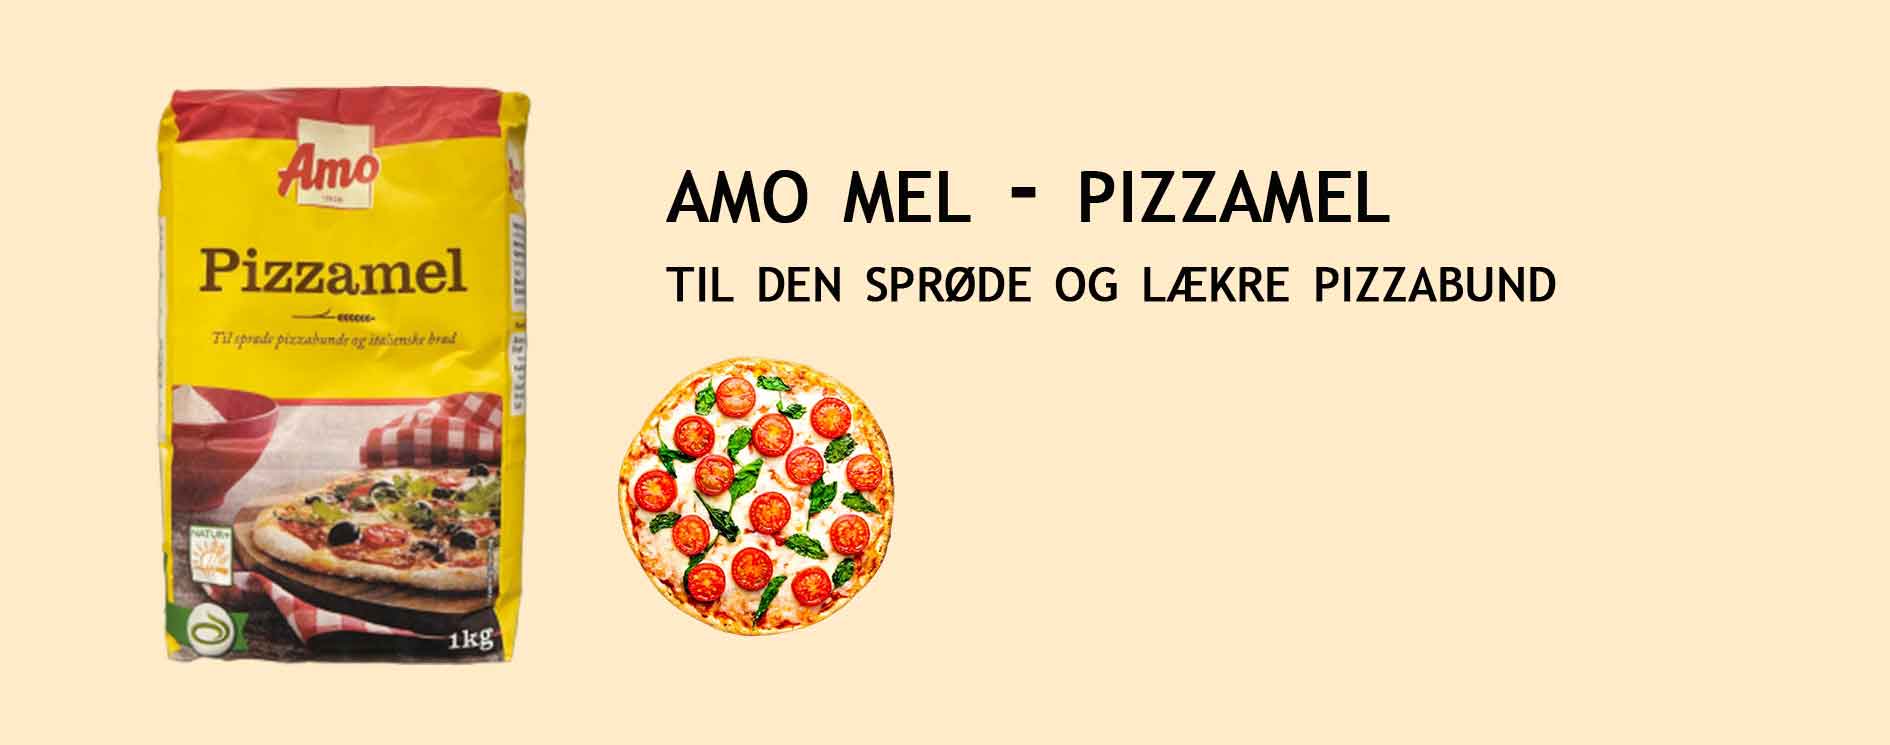 Amo
Pizzamel
Til sprøde pizzabunde og italienske brød
NATUR+
1kg
AMO MEL - PIZZAMEL
TIL DEN SPRØDE OG LÆKRE PIZZABUND